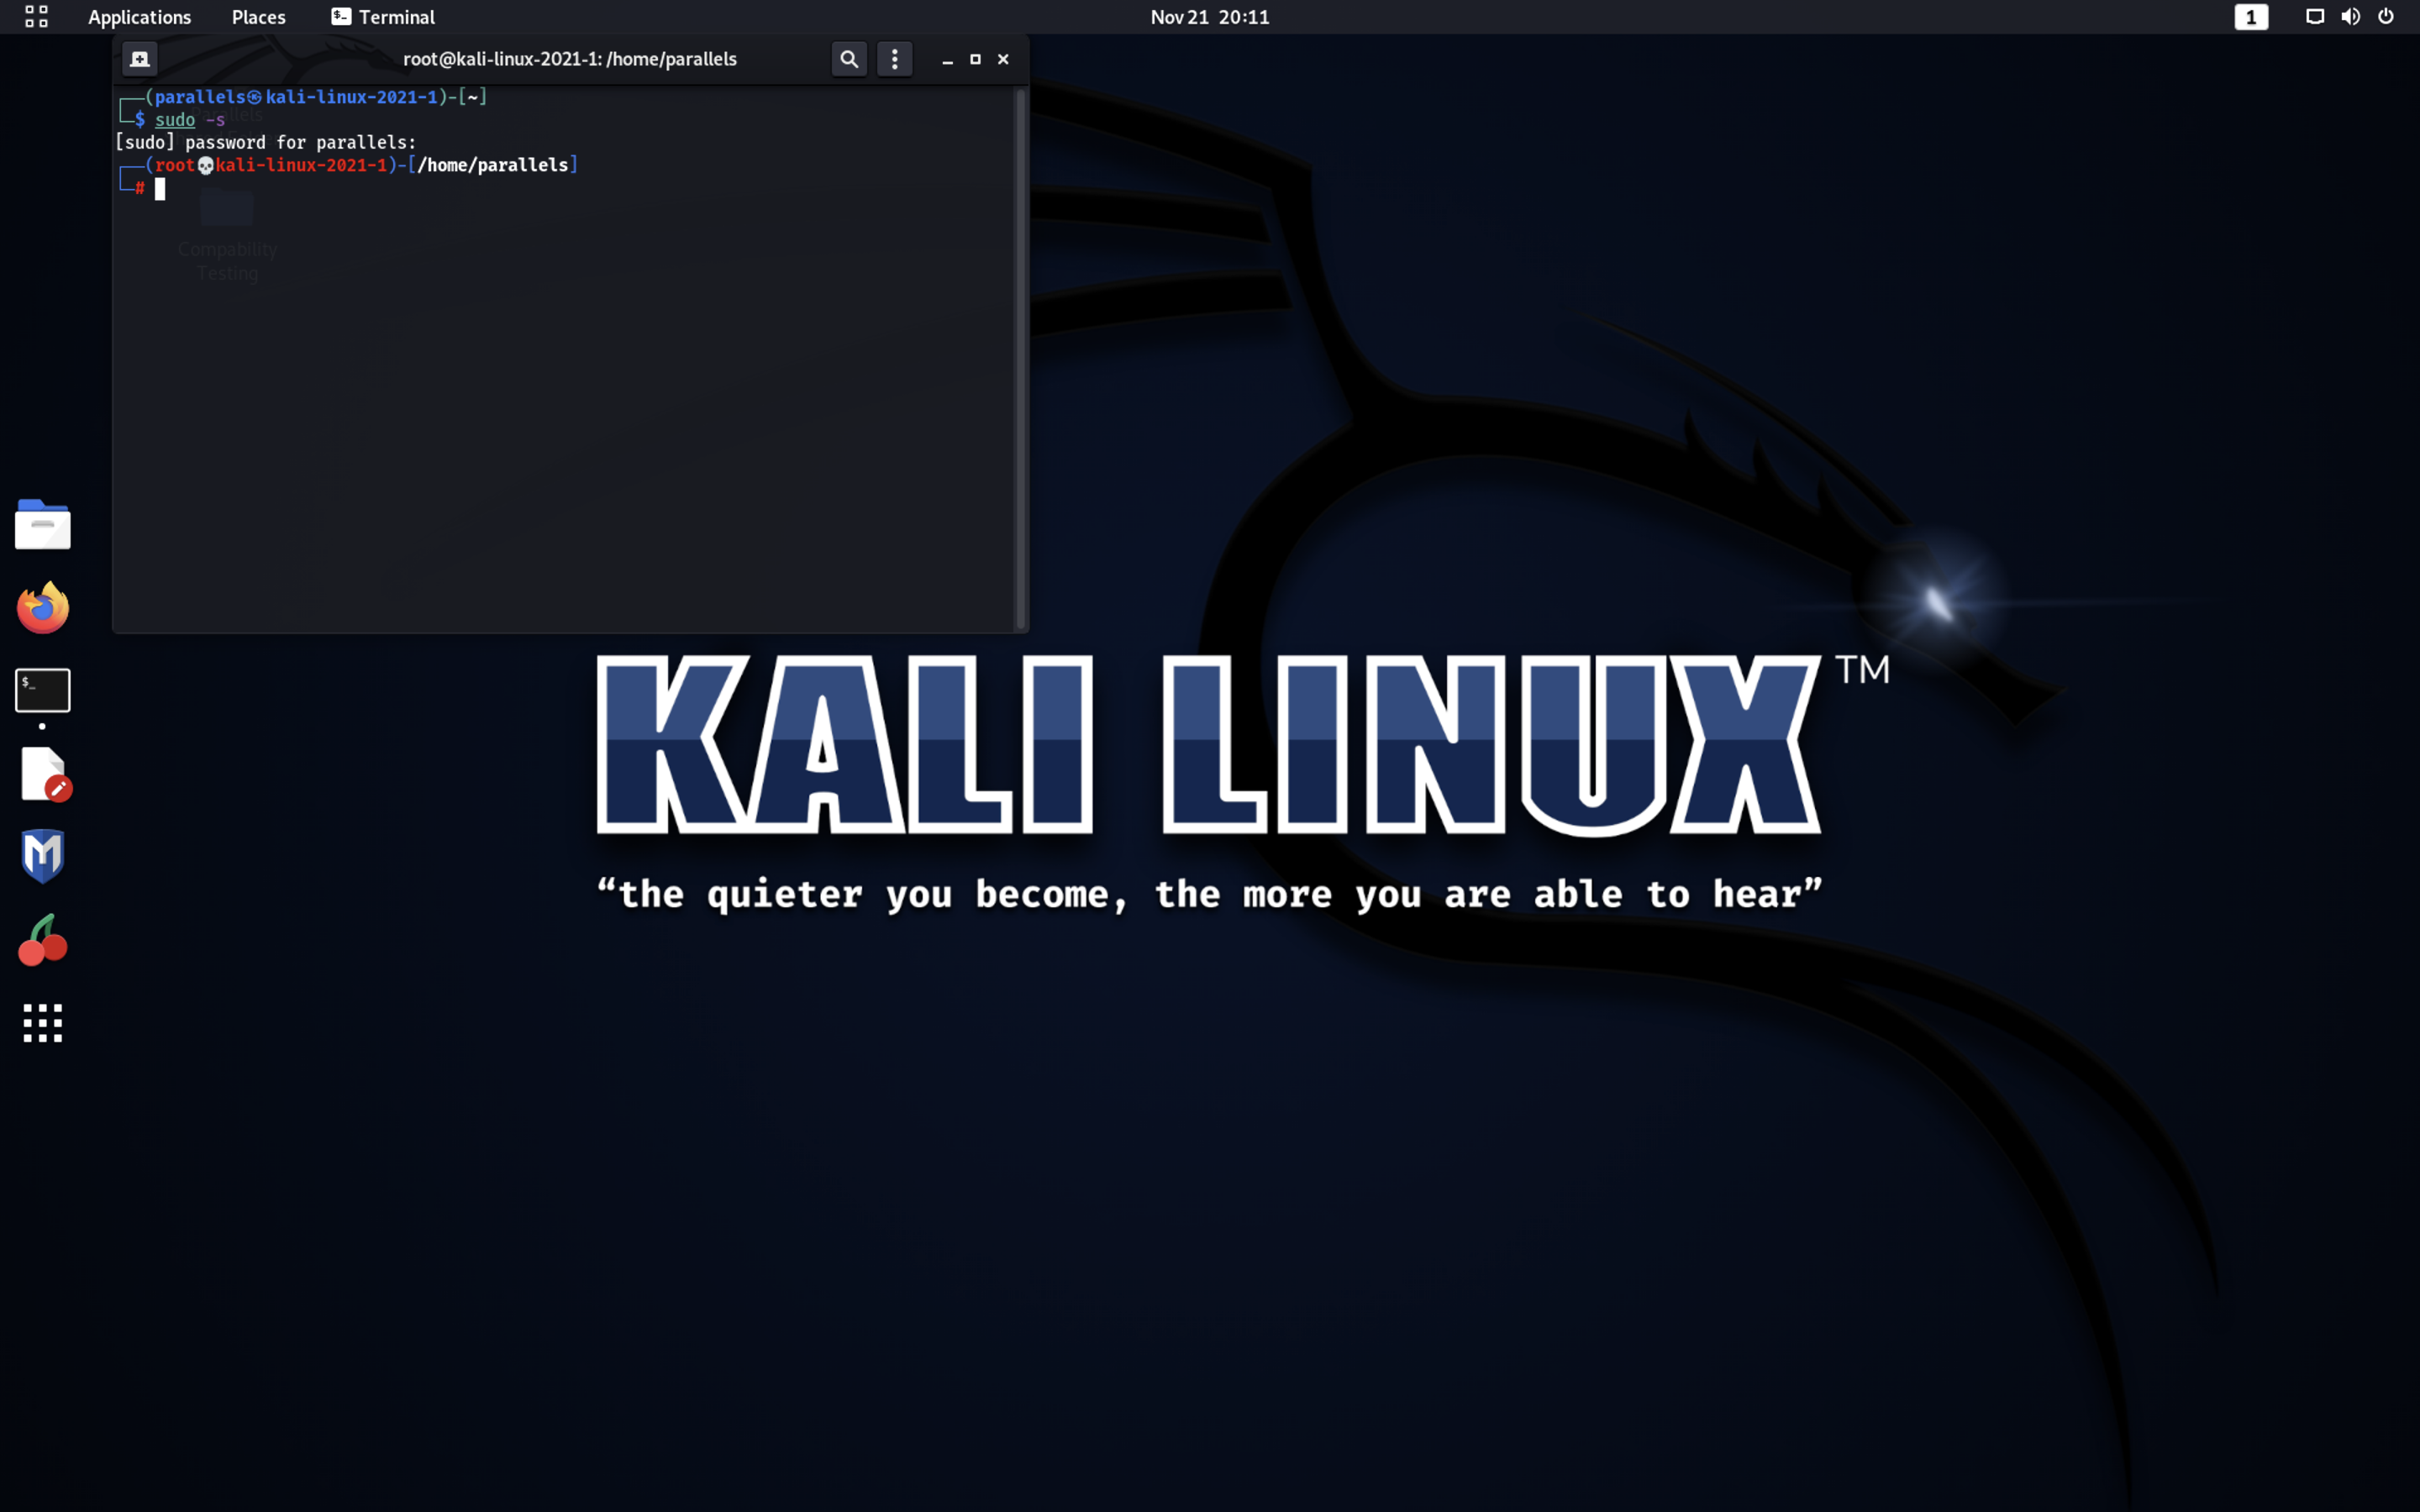 Applications Places Terminal Nov 21 20:11 1
root@kali-linux-2021-1: /home/parallels
┌──(parallels㉿kali-linux-2021-1)-[~]
└─$ sudo -s
[sudo] password for parallels:
┌──(root💀kali-linux-2021-1)-[/home/parallels]
└─#
Parallels
Compability
Testing
KALI LINUX™
“the quieter you become, the more you are able to hear”